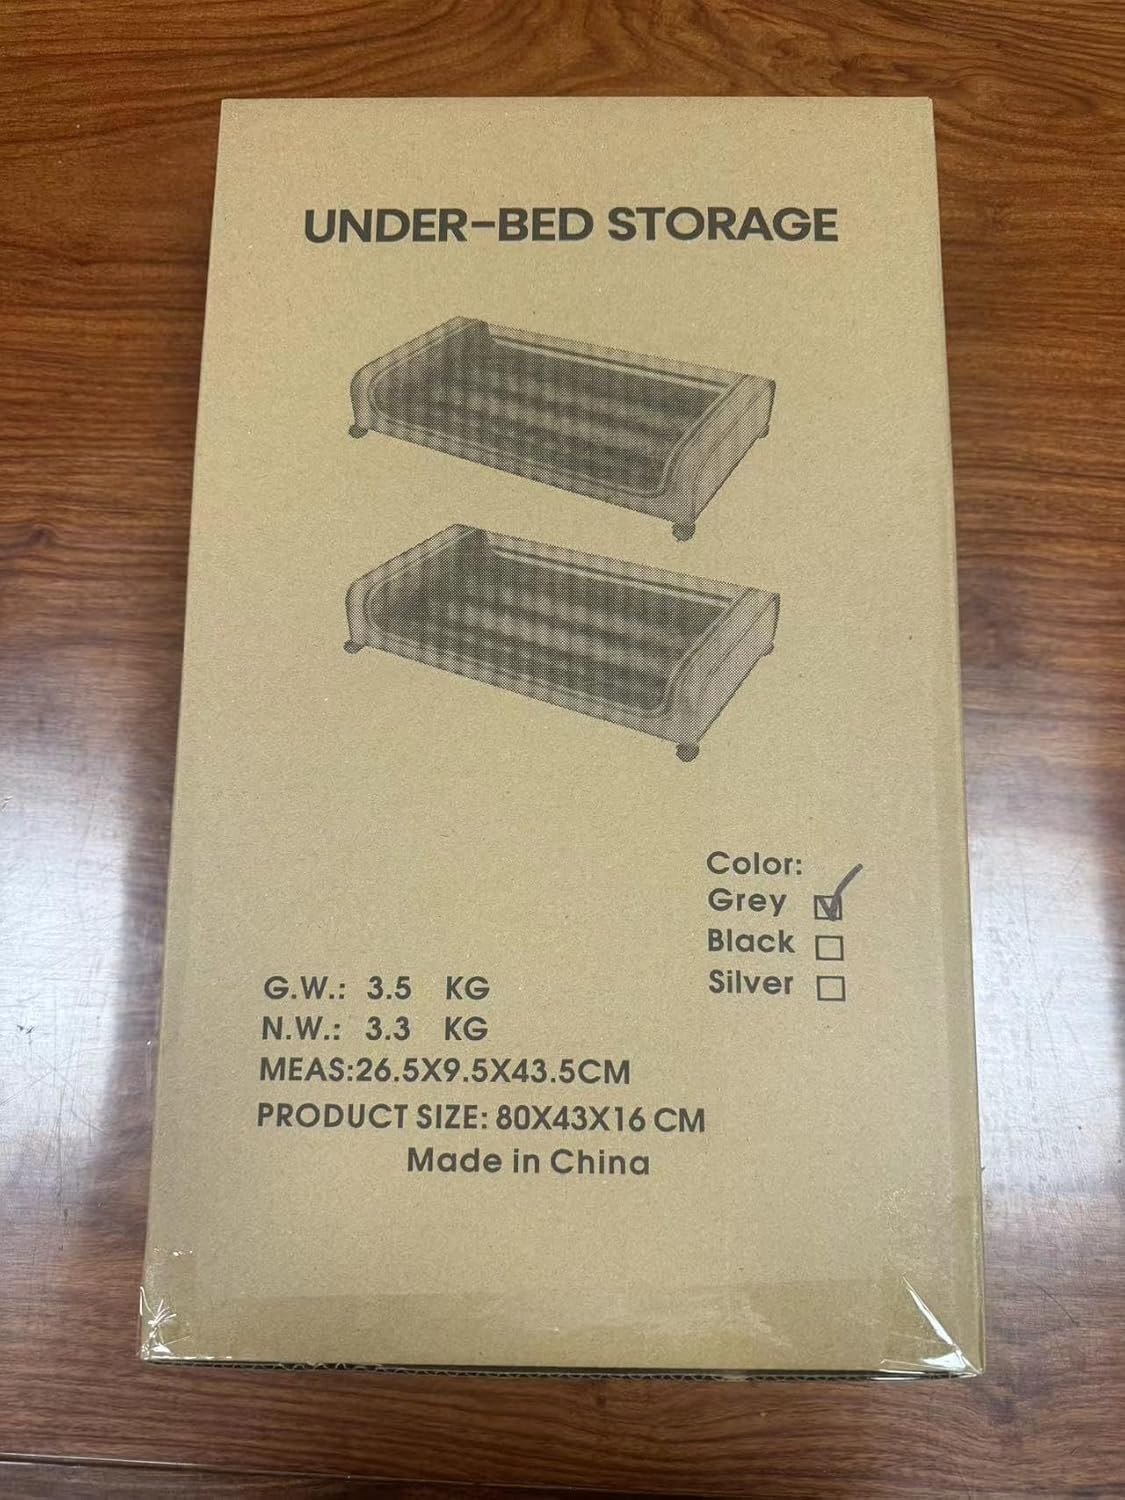 UNDER-BED STORAGE
Color:
Grey
Black
Silver
G.W.: 3.5 KG
N.W.: 3.3 KG
MEAS:26.5X9.5X43.5CM
PRODUCT SIZE: 80X43X16 CM
Made in China